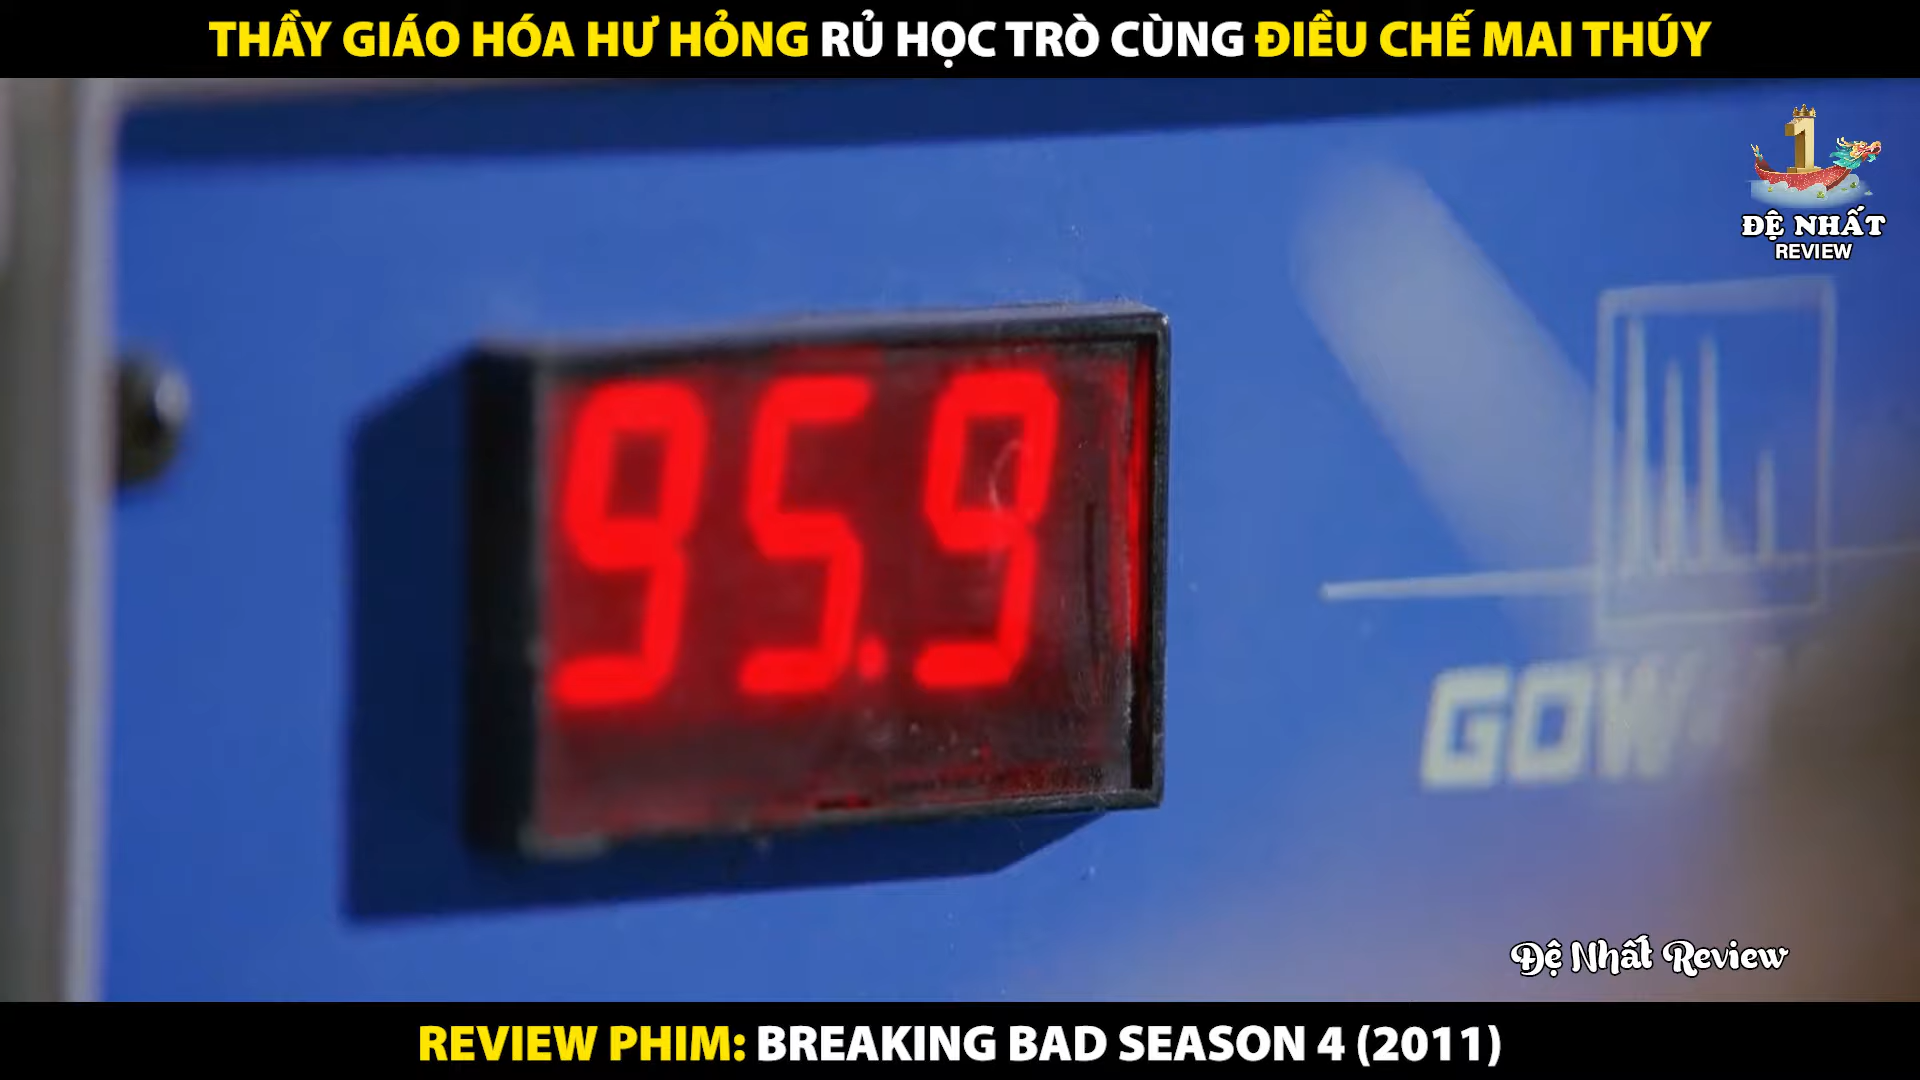 THẦY GIÁO HÓA HƯ HỎNG RỦ HỌC TRÒ CÙNG ĐIỀU CHẾ MAI THÚY
1
ĐỆ NHẤT
REVIEW
95.9
Đệ Nhất Review
REVIEW PHIM: BREAKING BAD SEASON 4 (2011)